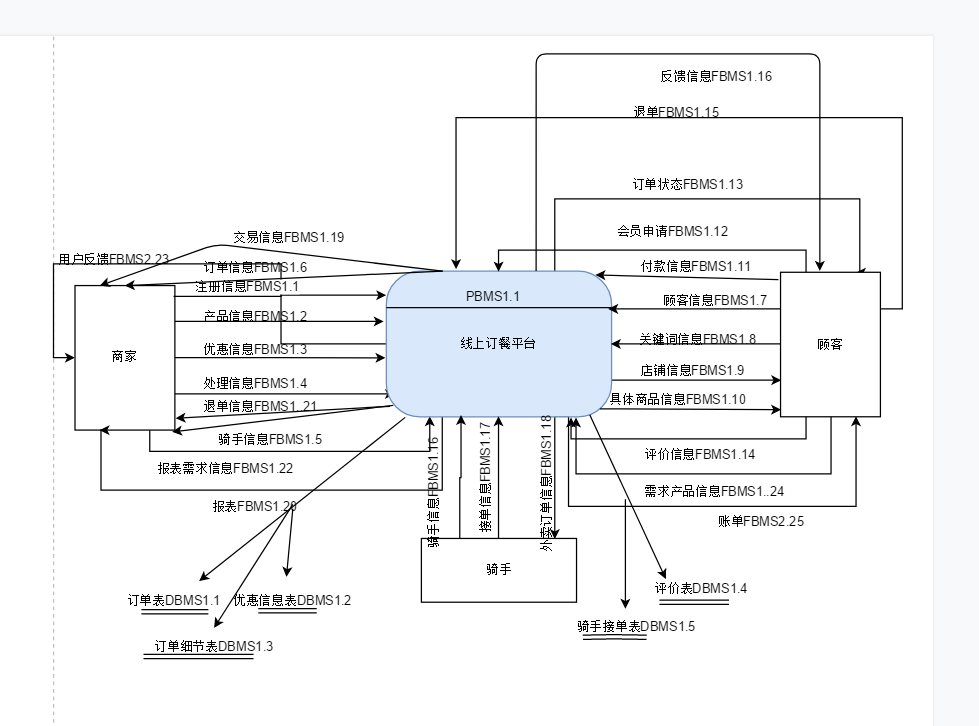 反馈信息FBMS1.16
退单FBMS1.15
订单状态FBMS1.13
会员申请FBMS1.12
交易信息FBMS1.19
用户反馈FBMS2.23
订单信息FBMS1.6
付款信息FBMS1.11
注册信息FBMS1.1
PBMS1.1
顾客信息FBMS1.7
产品信息FBMS1.2
关键词信息FBMS1.8
线上订餐平台
顾客
优惠信息FBMS1.3
商家
店铺信息FBMS1.9
处理信息FBMS1.4
具体商品信息FBMS1.10
退单信息FBMS1..21
骑手信息FBMS1.5
评价信息FBMS1.14
报表需求信息FBMS1.22
骑手信息FBMS1.16
接单信息FBMS1.17
外卖订单信息FBMS1.18
需求产品信息FBMS1..24
报表FBMS1.20
账单FBMS2.25
骑手
评价表DBMS1.4
订单表DBMS1.1
优惠信息表DBMS1.2
骑手接单表DBMS1.5
订单细节表DBMS1.3